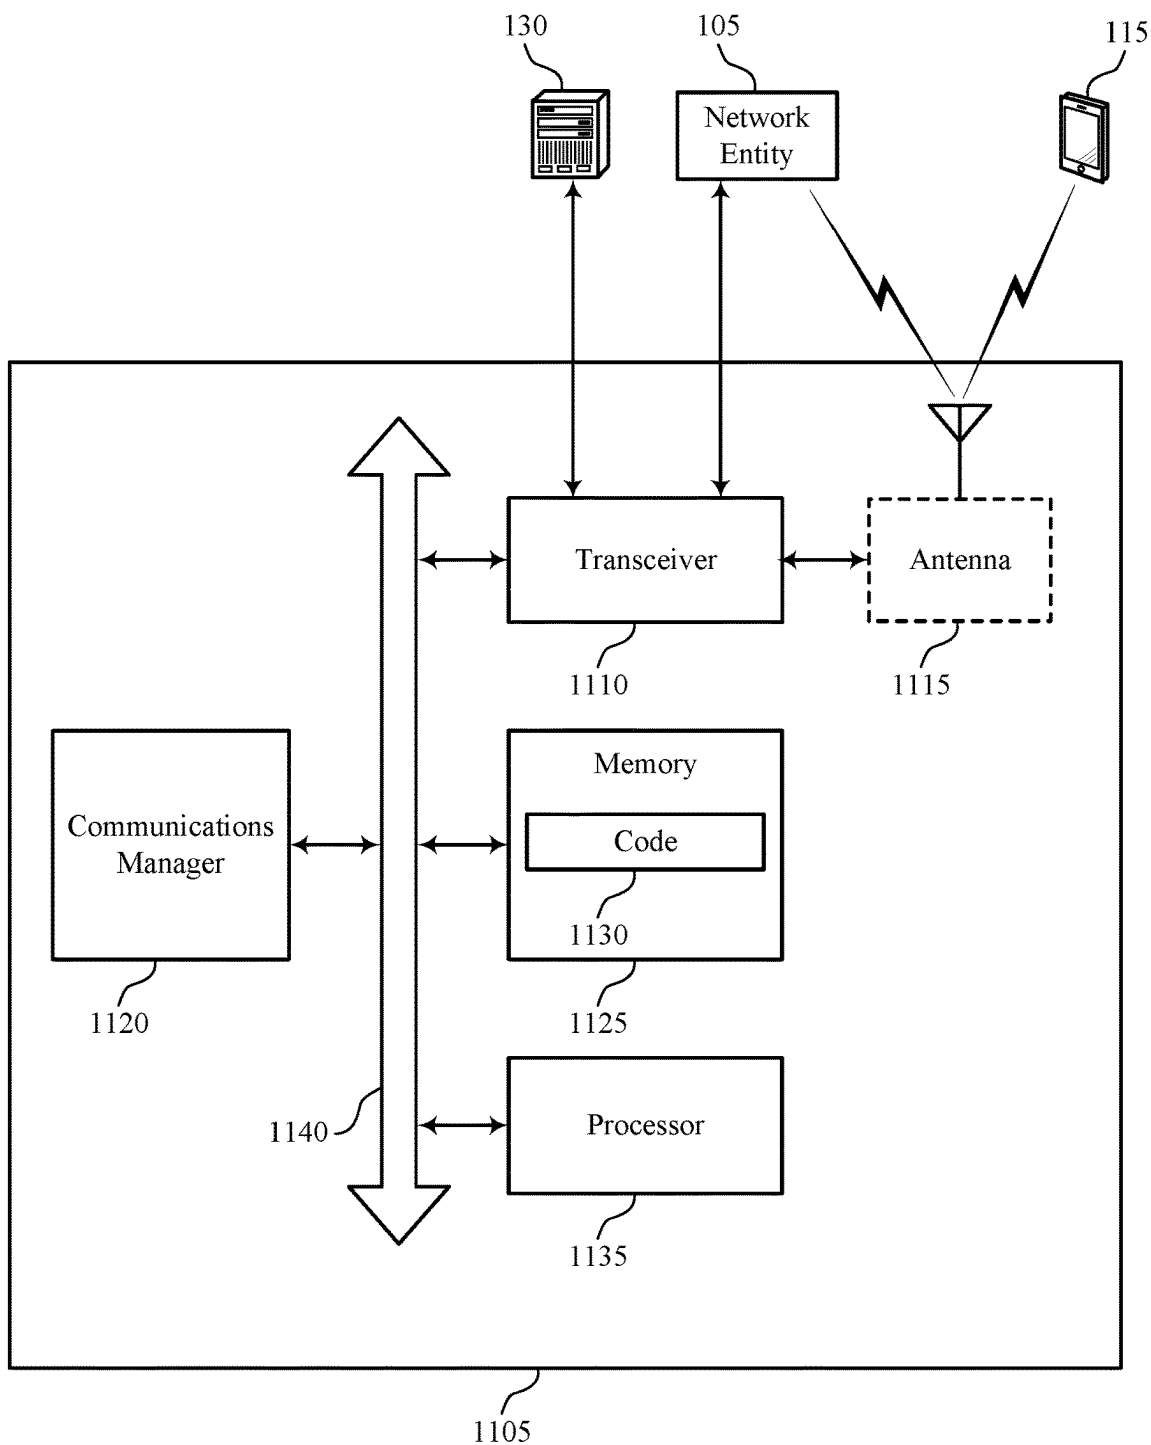 130
105
115
Network
Entity
Transceiver
Antenna
1110
1115
Memory
Communications
Manager
Code
1130
1120
1125
1140
Processor
1135
1105